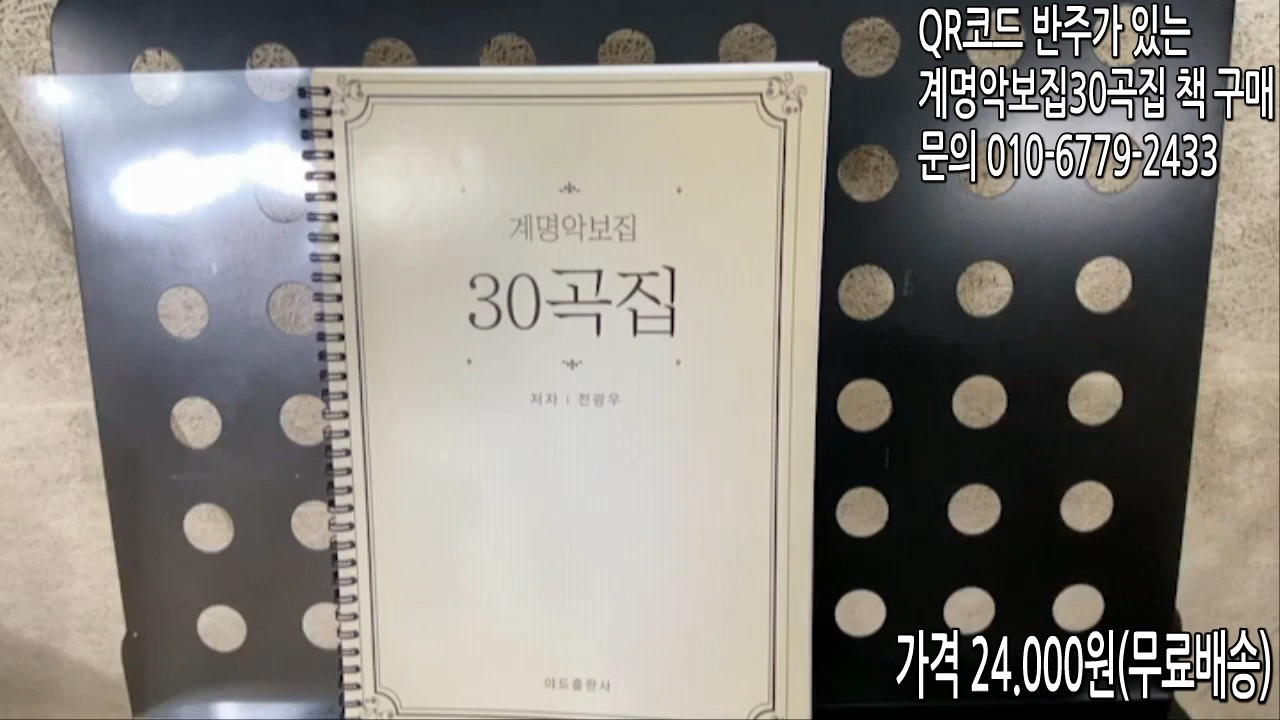 QR코드 반주가 있는
계명악보집30곡집 책 구매
문의 010-6779-2433
계명악보집
30곡집
저자 | 전광우
야드출판사
가격 24.000원(무료배송)